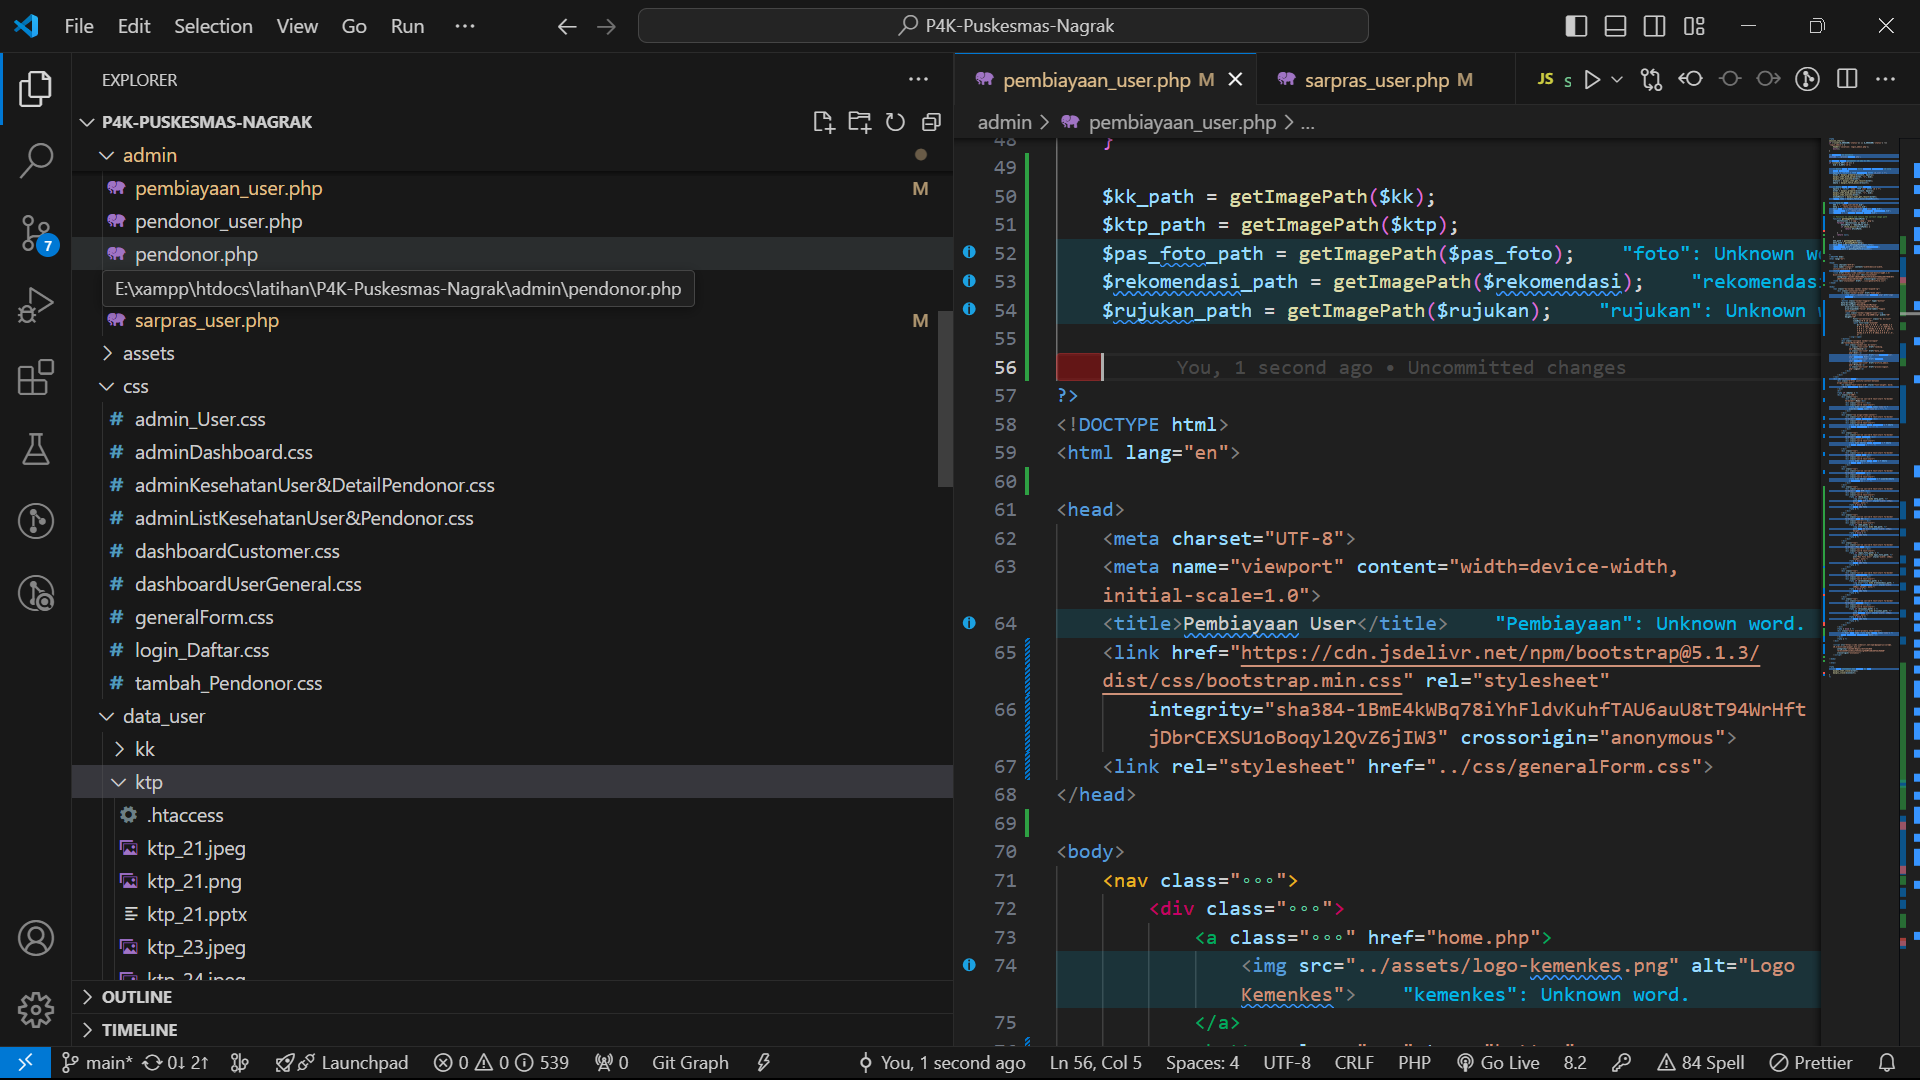 File Edit Selection View Go Run ···
P4K-Puskesmas-Nagrak
EXPLORER
P4K-PUSKESMAS-NAGRAK
admin
pembiayaan_user.php M
pendonor_user.php
pendonor.php
E:\xampp\htdocs\latihan\P4K-Puskesmas-Nagrak\admin\pendonor.php
sarpras_user.php M
assets
css
# admin_User.css
# adminDashboard.css
# adminKesehatanUser&DetailPendonor.css
# adminListKesehatanUser&Pendonor.css
# dashboardCustomer.css
# dashboardUserGeneral.css
# generalForm.css
# login_Daftar.css
# tambah_Pendonor.css
data_user
kk
ktp
.htaccess
ktp_21.jpeg
ktp_21.png
ktp_21.pptx
ktp_23.jpeg
ktp_24.jpeg
OUTLINE
TIMELINE
7
pembiayaan_user.php M
sarpras_user.php M
JS s
admin > pembiayaan_user.php > ...
48 }
49
50 $kk_path = getImagePath($kk);
51 $ktp_path = getImagePath($ktp);
52 $pas_foto_path = getImagePath($pas_foto); "foto": Unknown
53 $rekomendasi_path = getImagePath($rekomendasi); "rekomendas
54 $rujukan_path = getImagePath($rujukan); "rujukan": Unknown
55
56 You, 1 second ago • Uncommitted changes
57 ?>
58 <!DOCTYPE html>
59 <html lang="en">
60
61 <head>
62 <meta charset="UTF-8">
63 <meta name="viewport" content="width=device-width,
initial-scale=1.0">
64 <title>Pembiayaan User</title> "Pembiayaan": Unknown word.
65 <link href="https://cdn.jsdelivr.net/npm/bootstrap@5.1.3/
dist/css/bootstrap.min.css" rel="stylesheet"
66 integrity="sha384-1BmE4kWBq78iYhFldvKuhfTAU6auU8tT94WrHft
jDbrCEXSU1oBoqyl2QvZ6jIW3" crossorigin="anonymous">
67 <link rel="stylesheet" href="../css/generalForm.css">
68 </head>
69
70 <body>
71 <nav class="∘∘∘">
72 <div class="∘∘∘">
73 <a class="∘∘∘" href="home.php">
74 <img src="../assets/logo-kemenkes.png" alt="Logo
Kemenkes"> "kemenkes": Unknown word.
75 </a>
main* 0↓ 2↑ Launchpad 0 0 539 0 Git Graph You, 1 second ago Ln 56, Col 5 Spaces: 4 UTF-8 CRLF PHP Go Live 8.2 84 Spell Prettier